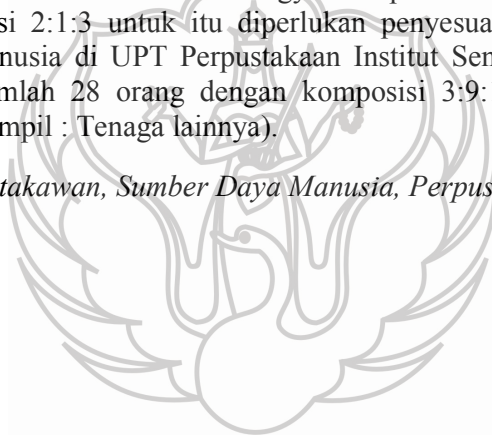 si 2:1:3 untuk itu diperlukan penyesua
nusia di UPT Perpustakaan Institut Sen
mlah 28 orang dengan komposisi 3:9:
mpil : Tenaga lainnya).
takawan, Sumber Daya Manusia, Perpus